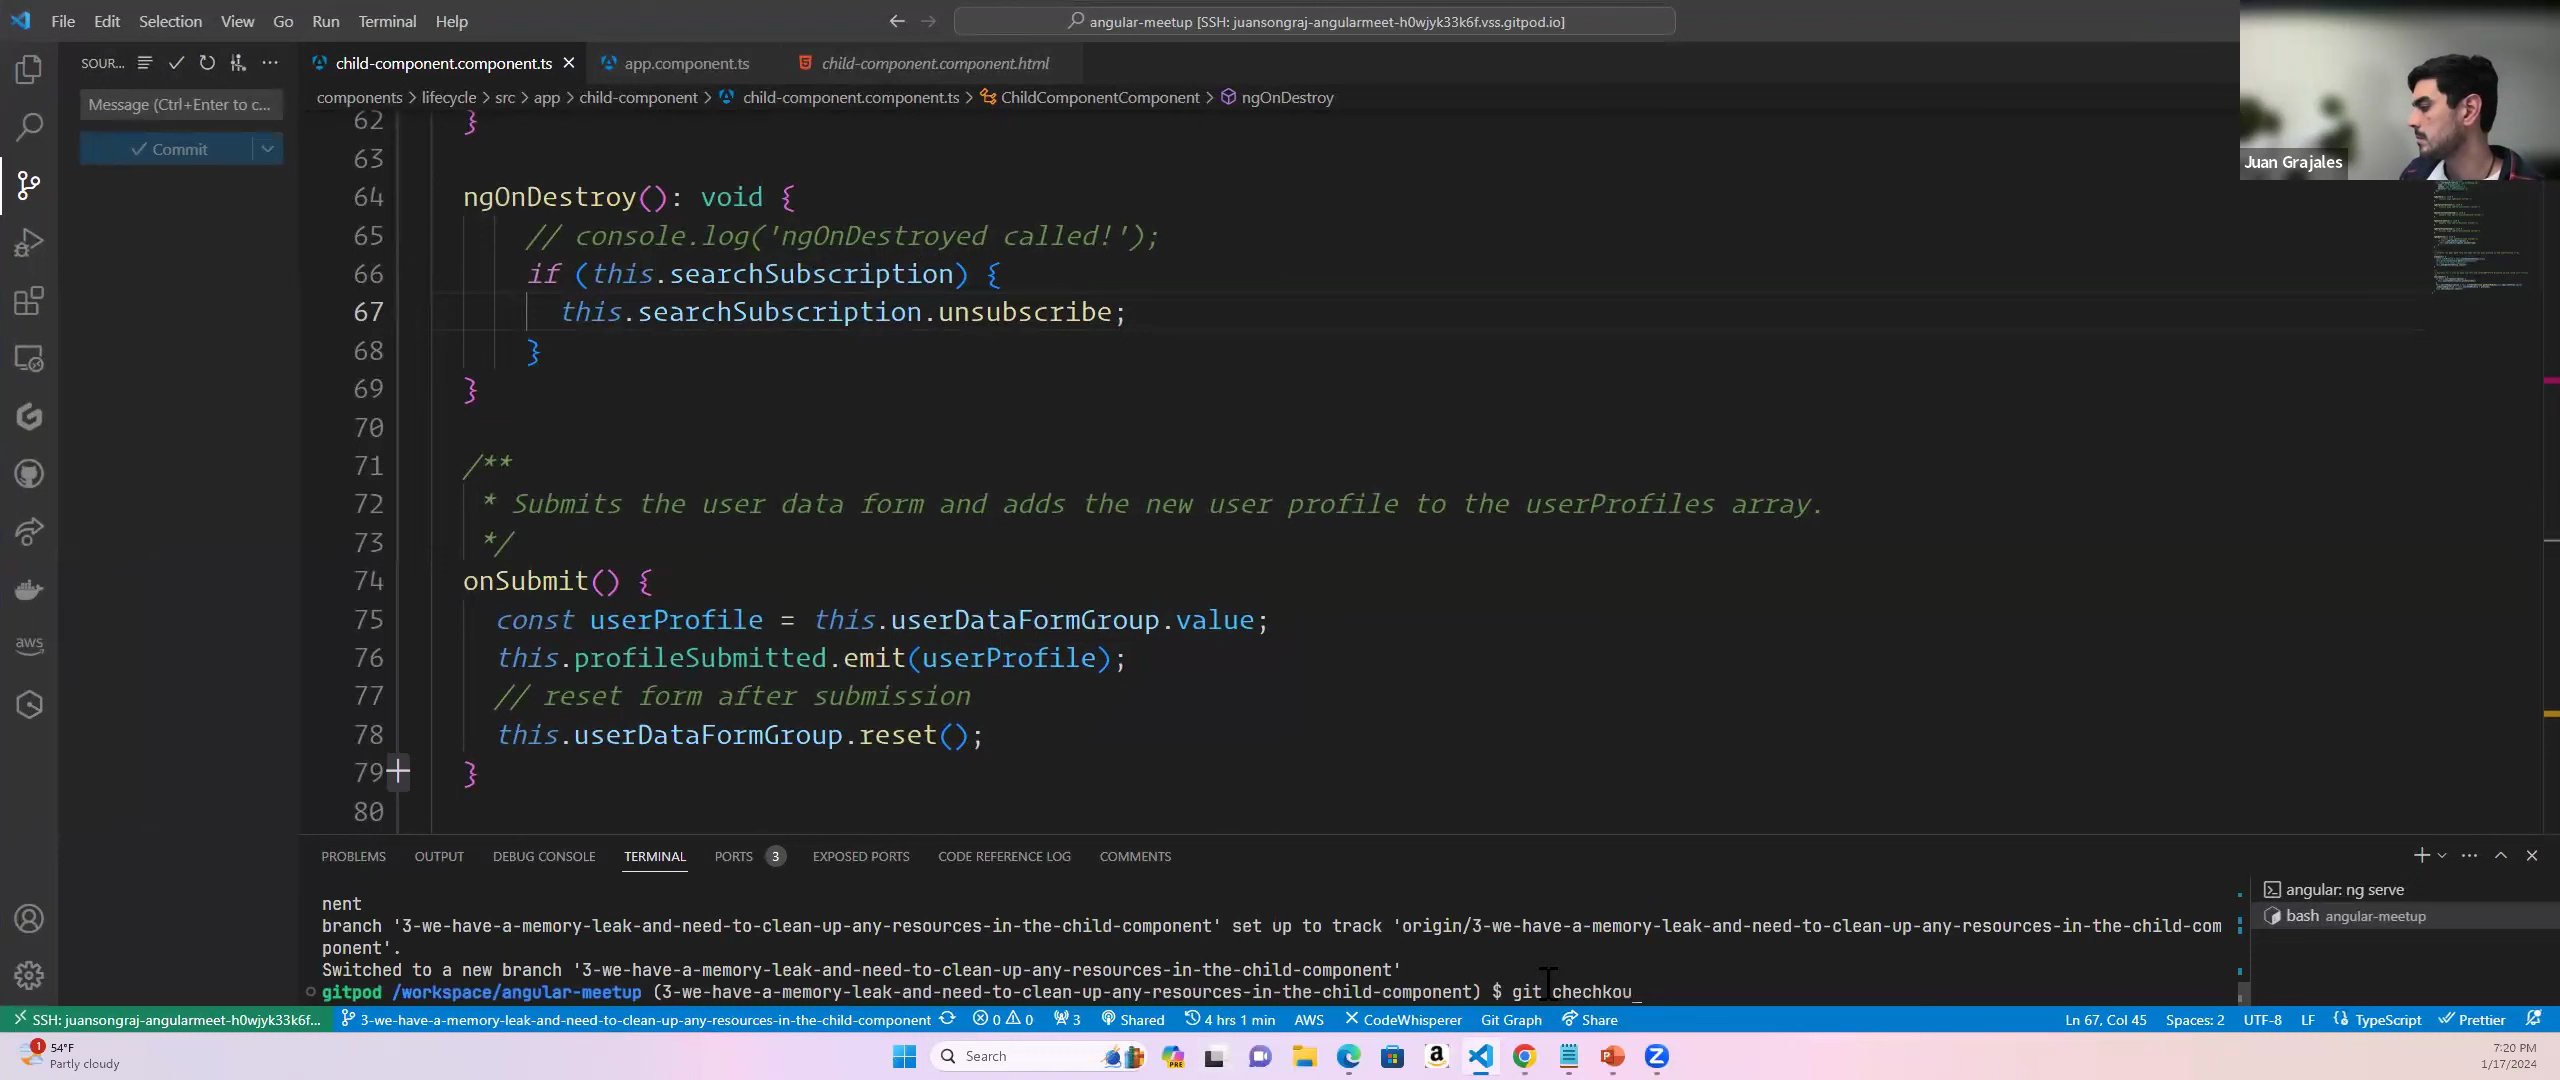 File Edit Selection View Go Run Terminal Help
angular-meetup [SSH: juansongraj-angularmeet-h0wjyk33k6f.vss.gitpod.io]
SOUR...
child-component.component.ts app.component.ts child-component.component.html
Message (Ctrl+Enter to c...
components > lifecycle > src > app > child-component > child-component.component.ts > ChildComponentComponent > ngOnDestroy
Commit
Juan Grajales
62 }
63
64 ngOnDestroy(): void {
65 // console.log('ngOnDestroyed called!');
66 if (this.searchSubscription) {
67 this.searchSubscription.unsubscribe;
68 }
69 }
70
71 /**
72 * Submits the user data form and adds the new user profile to the userProfiles array.
73 */
74 onSubmit() {
75 const userProfile = this.userDataFormGroup.value;
76 this.profileSubmitted.emit(userProfile);
77 // reset form after submission
78 this.userDataFormGroup.reset();
79 }
80
aws
PROBLEMS OUTPUT DEBUG CONSOLE TERMINAL PORTS 3 EXPOSED PORTS CODE REFERENCE LOG COMMENTS
nent
branch '3-we-have-a-memory-leak-and-need-to-clean-up-any-resources-in-the-child-component' set up to track 'origin/3-we-have-a-memory-leak-and-need-to-clean-up-any-resources-in-the-child-com
ponent'.
Switched to a new branch '3-we-have-a-memory-leak-and-need-to-clean-up-any-resources-in-the-child-component'
gitpod /workspace/angular-meetup (3-we-have-a-memory-leak-and-need-to-clean-up-any-resources-in-the-child-component) $ git chechkou_
angular: ng serve
bash angular-meetup
SSH: juansongraj-angularmeet-h0wjyk33k6f... 3-we-have-a-memory-leak-and-need-to-clean-up-any-resources-in-the-child-component 0 0 3 Shared 4 hrs 1 min AWS CodeWhisperer Git Graph Share Ln 67, Col 45 Spaces: 2 UTF-8 LF TypeScript Prettier
1
54°F
Partly cloudy
Search
PRE
7:20 PM
1/17/2024